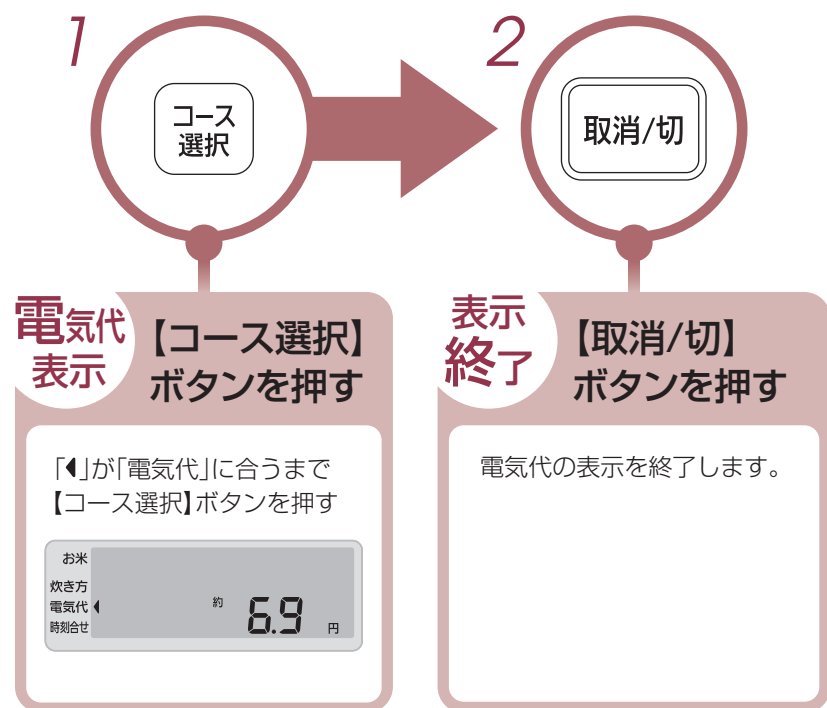 1
コース
選択
2
取消/切
電気代
表示
【コース選択】
ボタンを押す
「◖」が「電気代」に合うまで
【コース選択】ボタンを押す
お米
炊き方
電気代◖
時刻合せ
約 6.9 円
表示
終了
【取消/切】
ボタンを押す
電気代の表示を終了します。